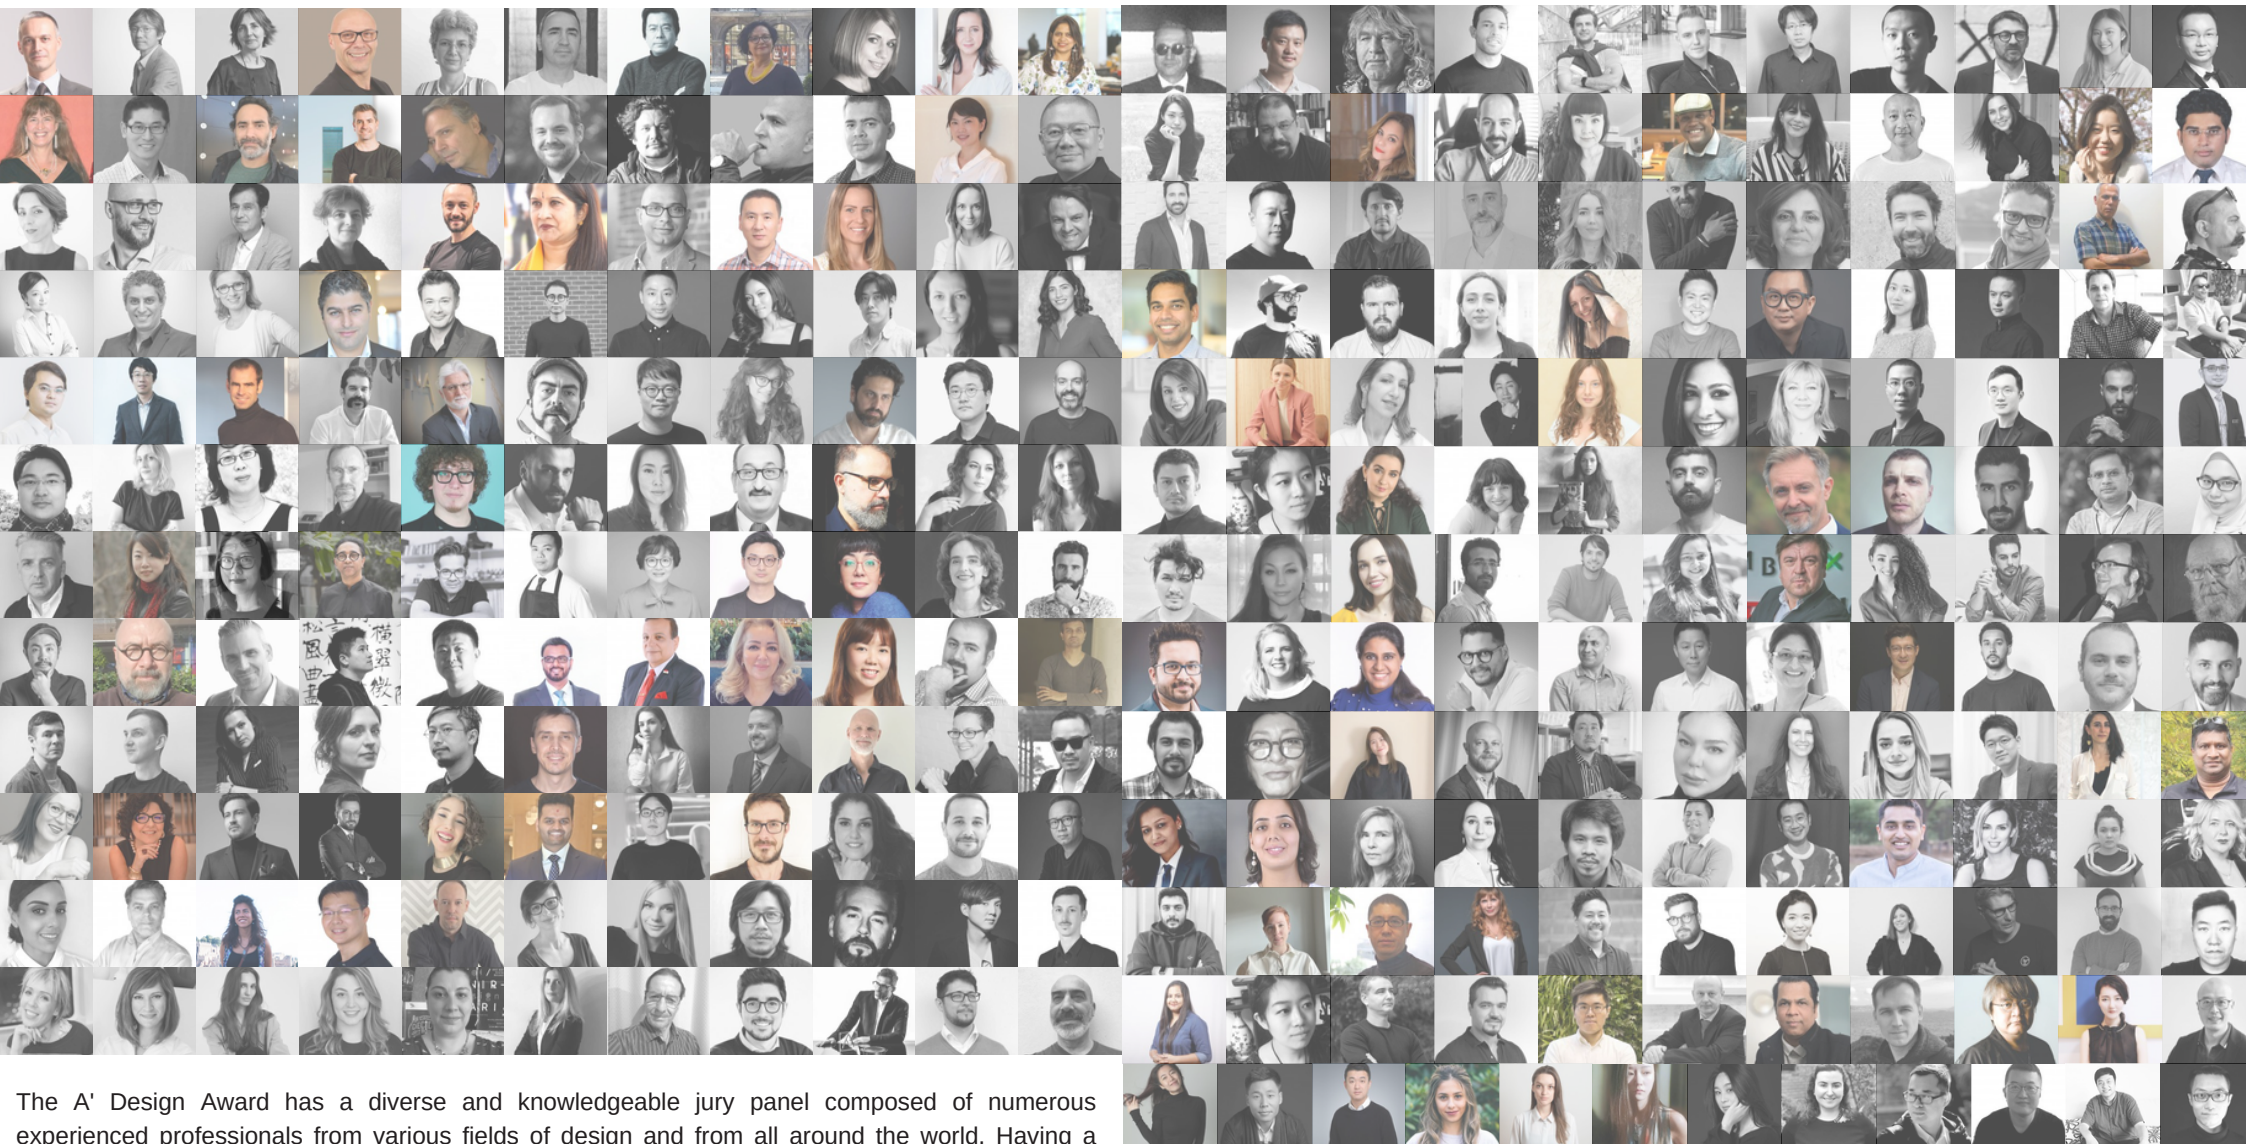 The A' Design Award has a diverse and knowledgeable jury panel composed of numerous
experienced professionals from various fields of design and from all around the world. Having a